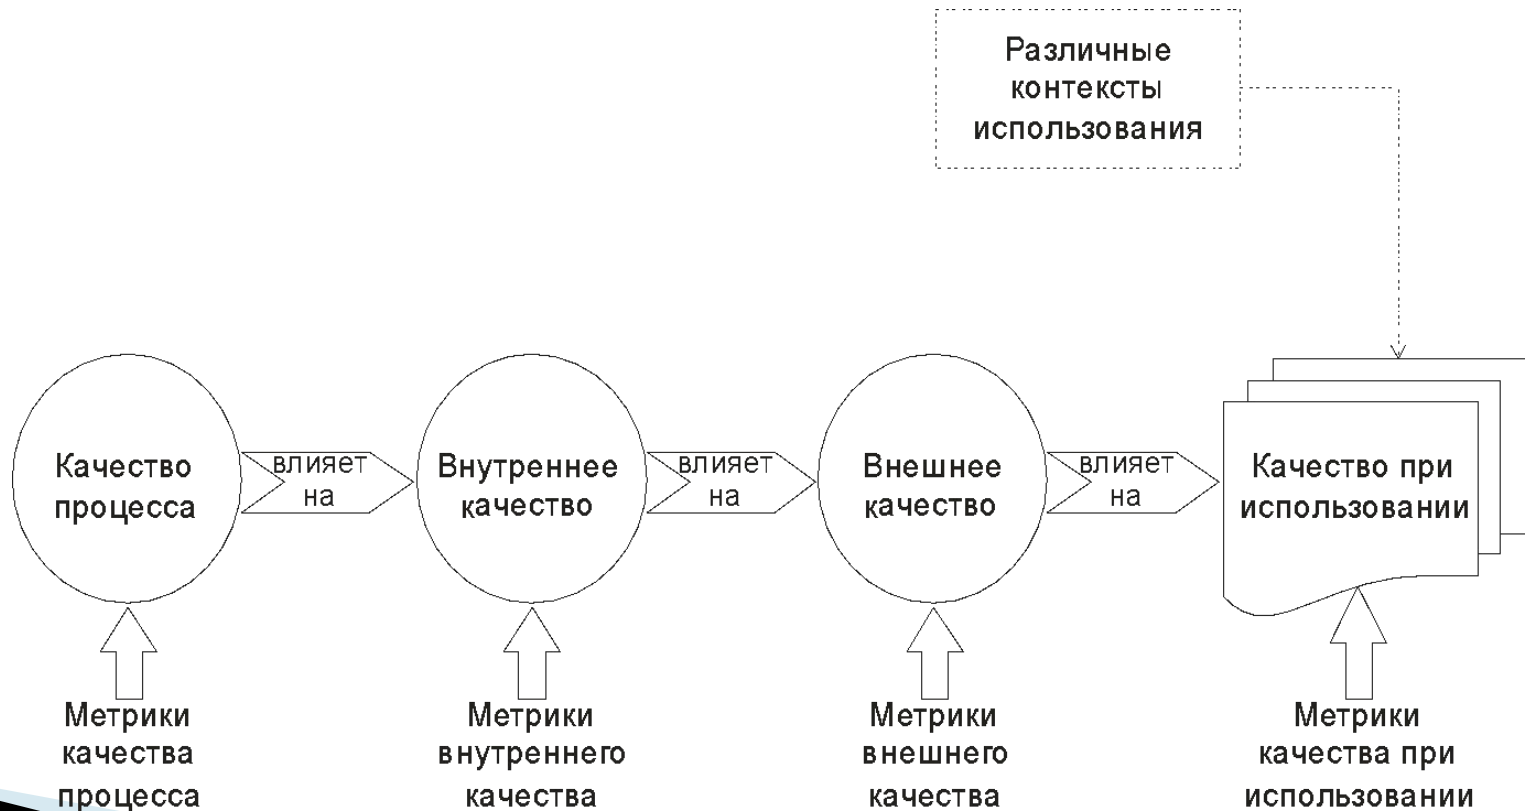 Различные
контексты
использования
Качество
процесса
влияет
на
Внутреннее
качество
влияет
на
Внешнее
качество
влияет
на
Качество при
использовании
Метрики
качества
процесса
Метрики
внутреннего
качества
Метрики
внешнего
качества
Метрики
качества при
использовании